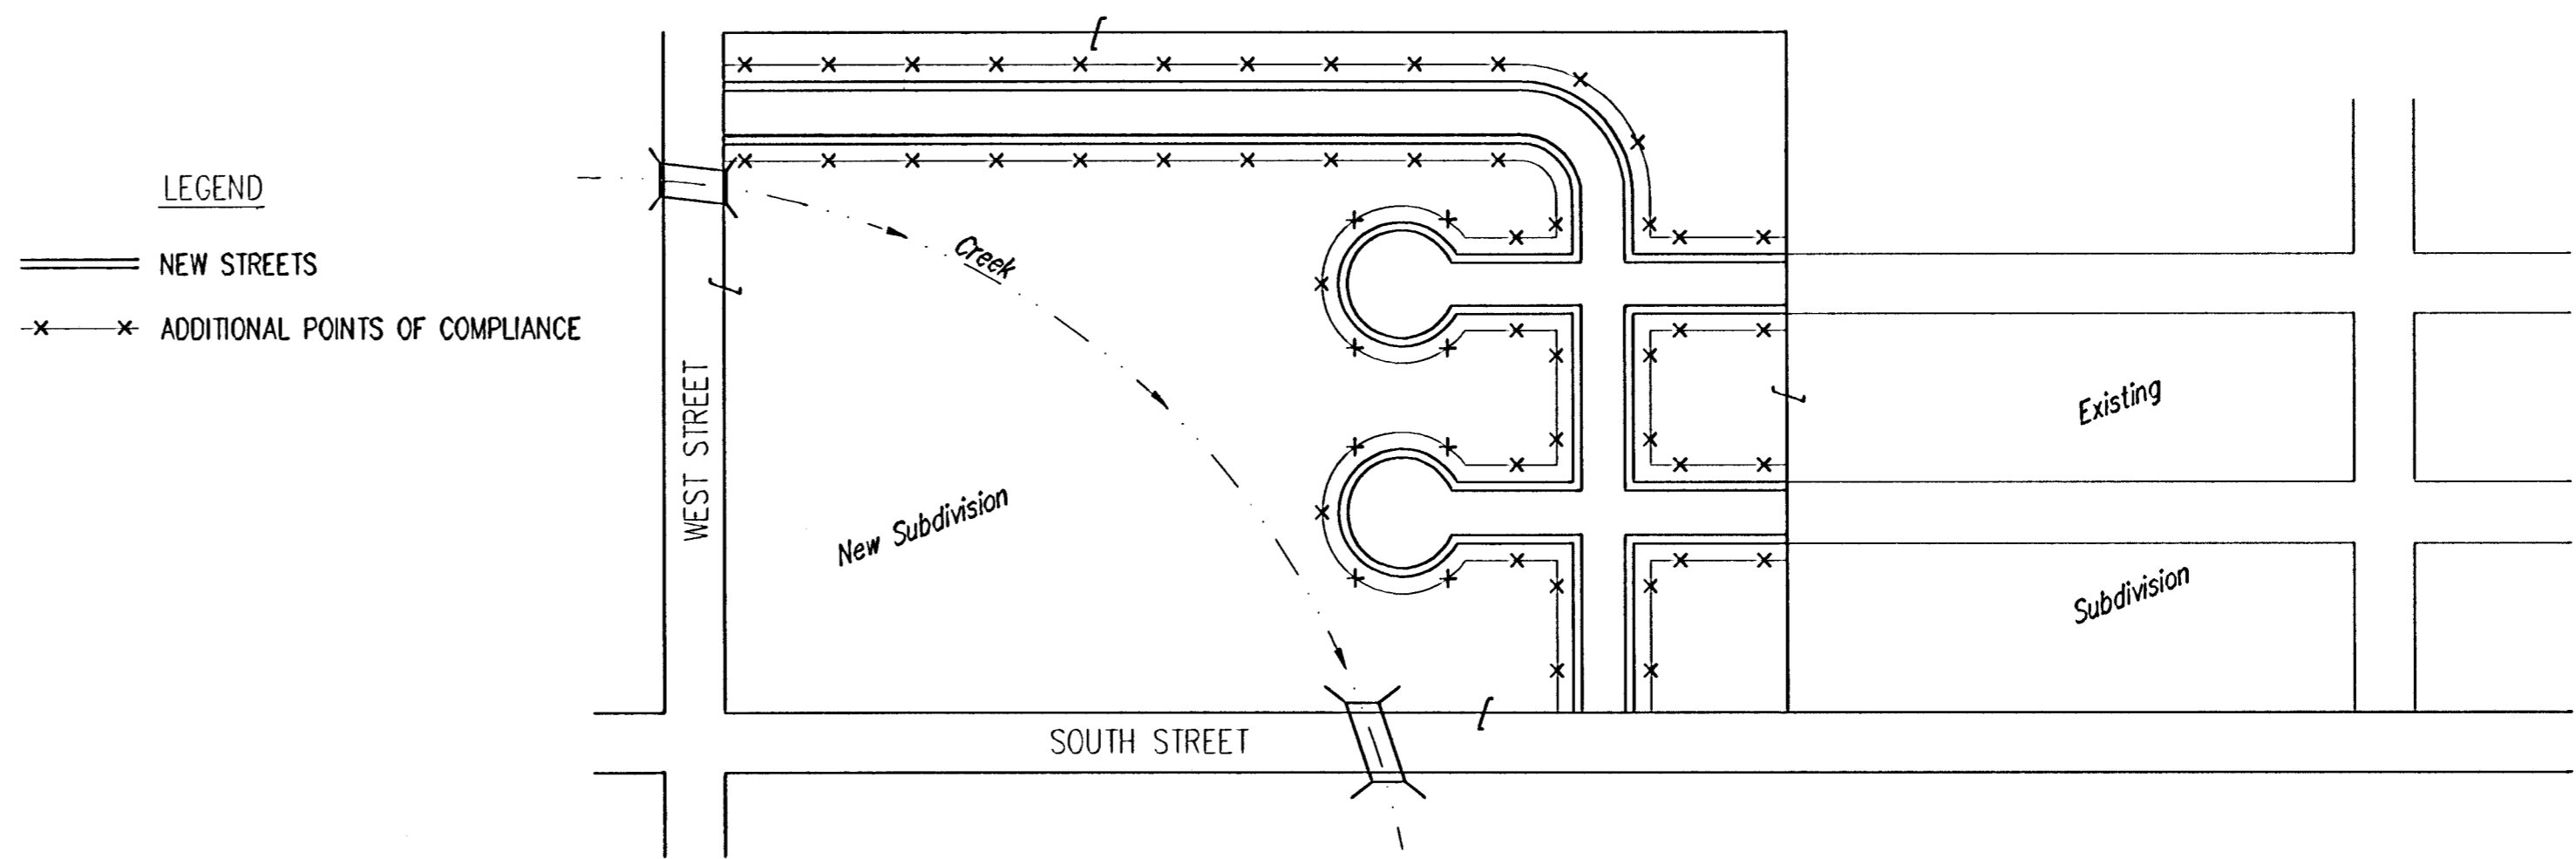 LEGEND
NEW STREETS
ADDITIONAL POINTS OF COMPLIANCE
WEST STREET
Creek
New Subdivision
SOUTH STREET
Existing
Subdivision